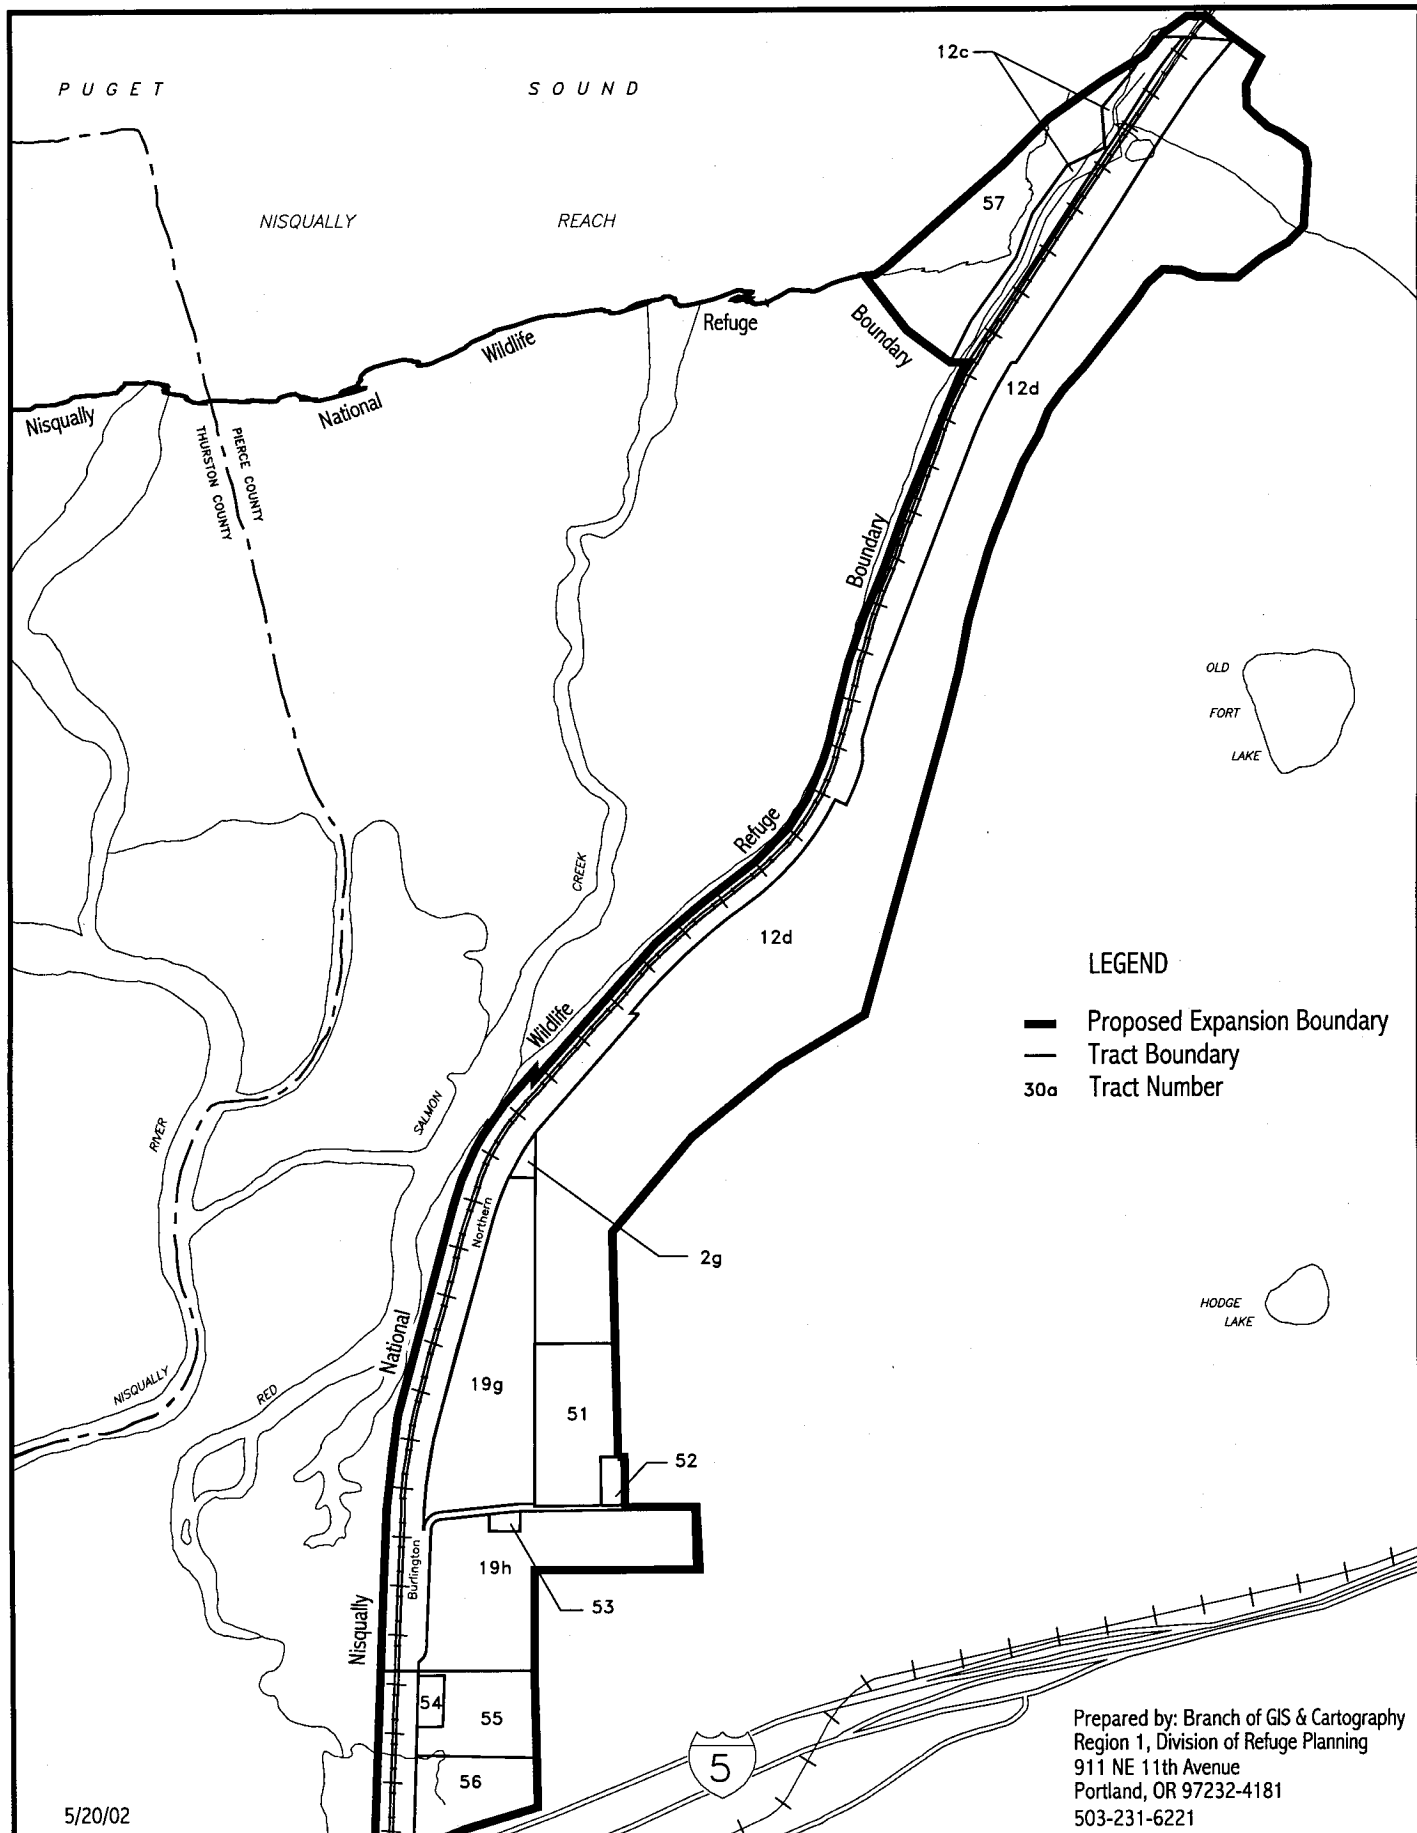 PUGET SOUND
12c
57
NISQUALLY REACH
Boundary
Refuge
Wildlife
National
Nisqually
12d
PIERCE COUNTY
THURSTON COUNTY
Boundary
OLD
FORT
LAKE
Refuge
CREEK
12d
LEGEND
Proposed Expansion Boundary
Tract Boundary
30a Tract Number
Wildlife
SALMON
RIVER
Northern
2g
HODGE
LAKE
National
NISQUALLY
RED
19g
51
52
Burlington
19h
53
Nisqually
54
55
56
5
Prepared by: Branch of GIS & Cartography
Region 1, Division of Refuge Planning
911 NE 11th Avenue
Portland, OR 97232-4181
503-231-6221
5/20/02